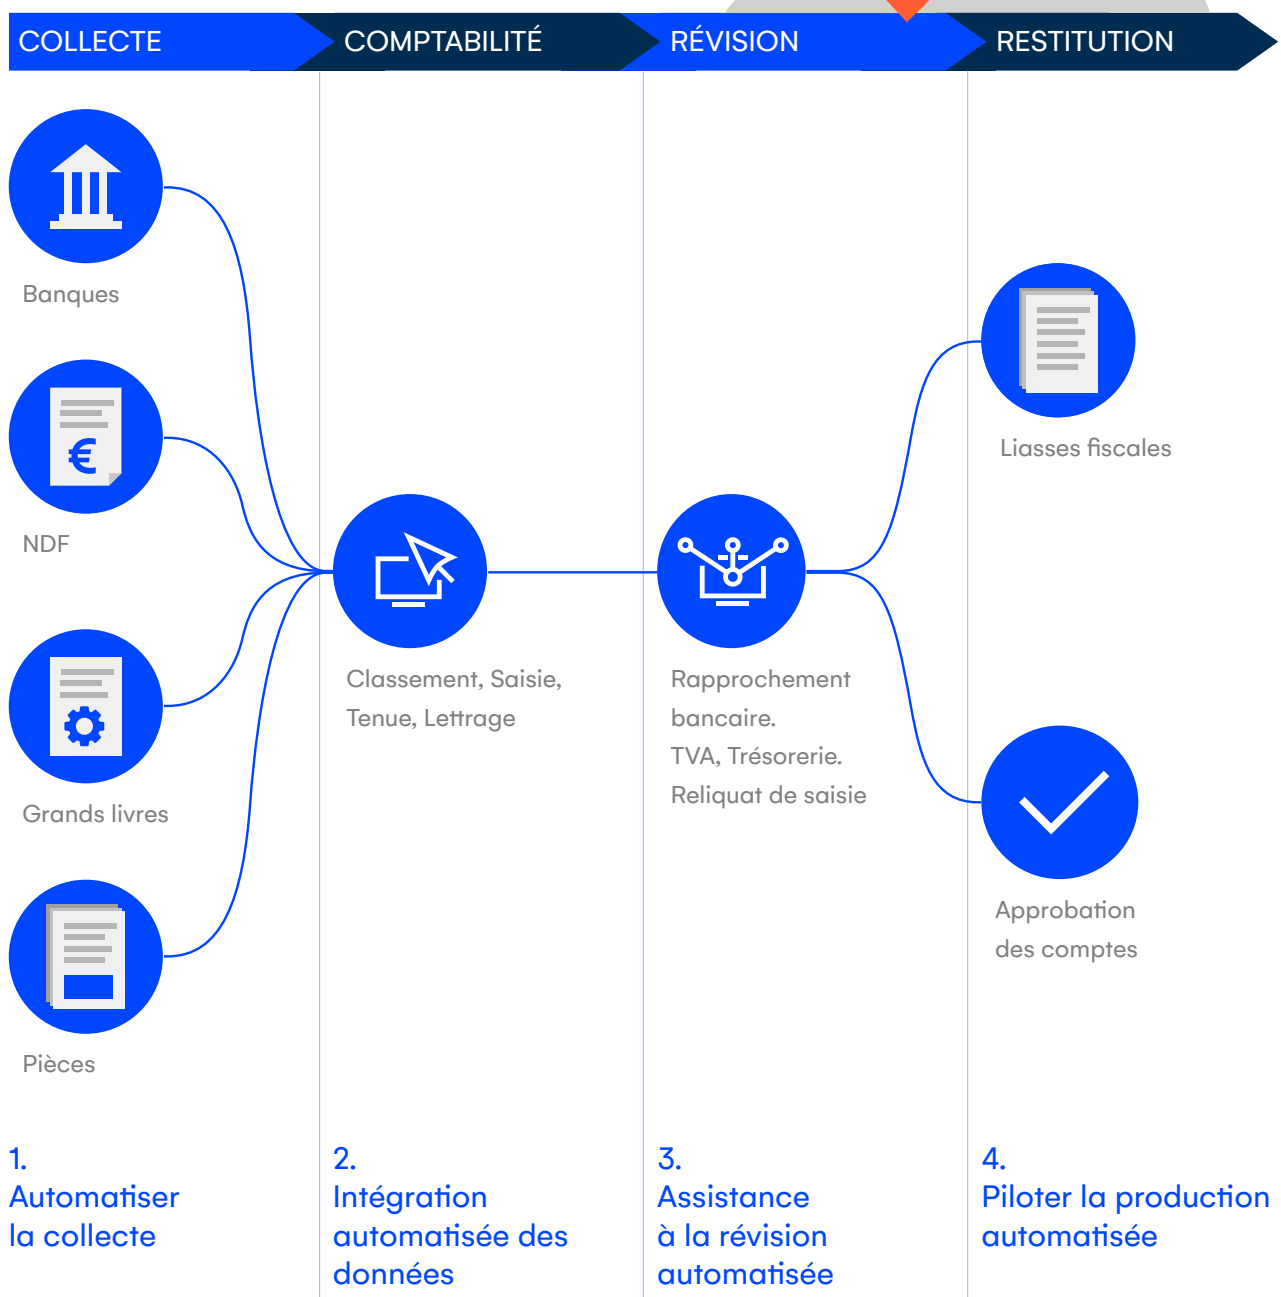 COLLECTE
COMPTABILITÉ
RÉVISION
RESTITUTION
Banques
NDF
€
Grands livres
Pièces
Classement, Saisie,
Tenue, Lettrage
Rapprochement
bancaire.
TVA, Trésorerie.
Reliquat de saisie
Liasses fiscales
Approbation
des comptes
1.
Automatiser
la collecte
2.
Intégration
automatisée des
données
3.
Assistance
à la révision
automatisée
4.
Piloter la production
automatisée